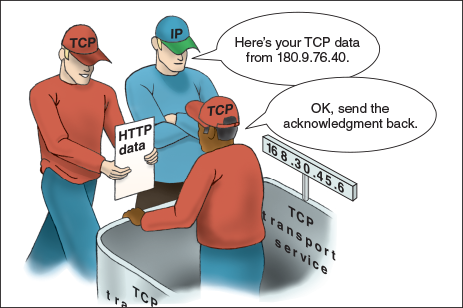 TCP
IP
Here's your TCP data
from 180.9.76.40.
TCP
OK, send the
acknowledgment back.
HTTP
data
168.30.45.6
TCP
transport
service
TCP
tra